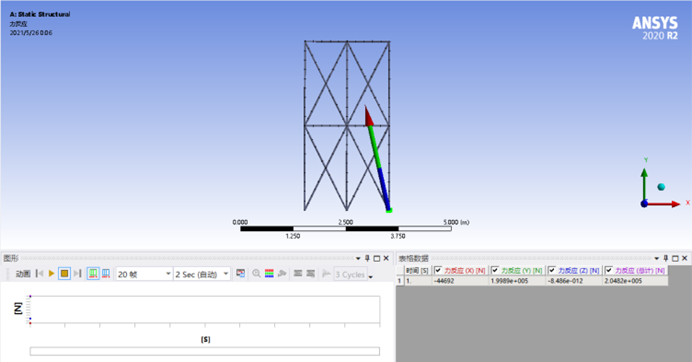 A: Static Structural
力反应
2021/5/26 0:06
ANSYS
2020 R2
Y
X
0.000
2.500
5.000 (m)
1.250
3.750
图形
动画
20 帧
2 Sec (自动)
3 Cycles
[N]
[S]
表格数据
时间 [S]
力反应 (X) [N]
力反应 (Y) [N]
力反应 (Z) [N]
力反应 (总计) [N]
1
1.
-44692
1.9989e+005
-8.486e-012
2.0482e+005